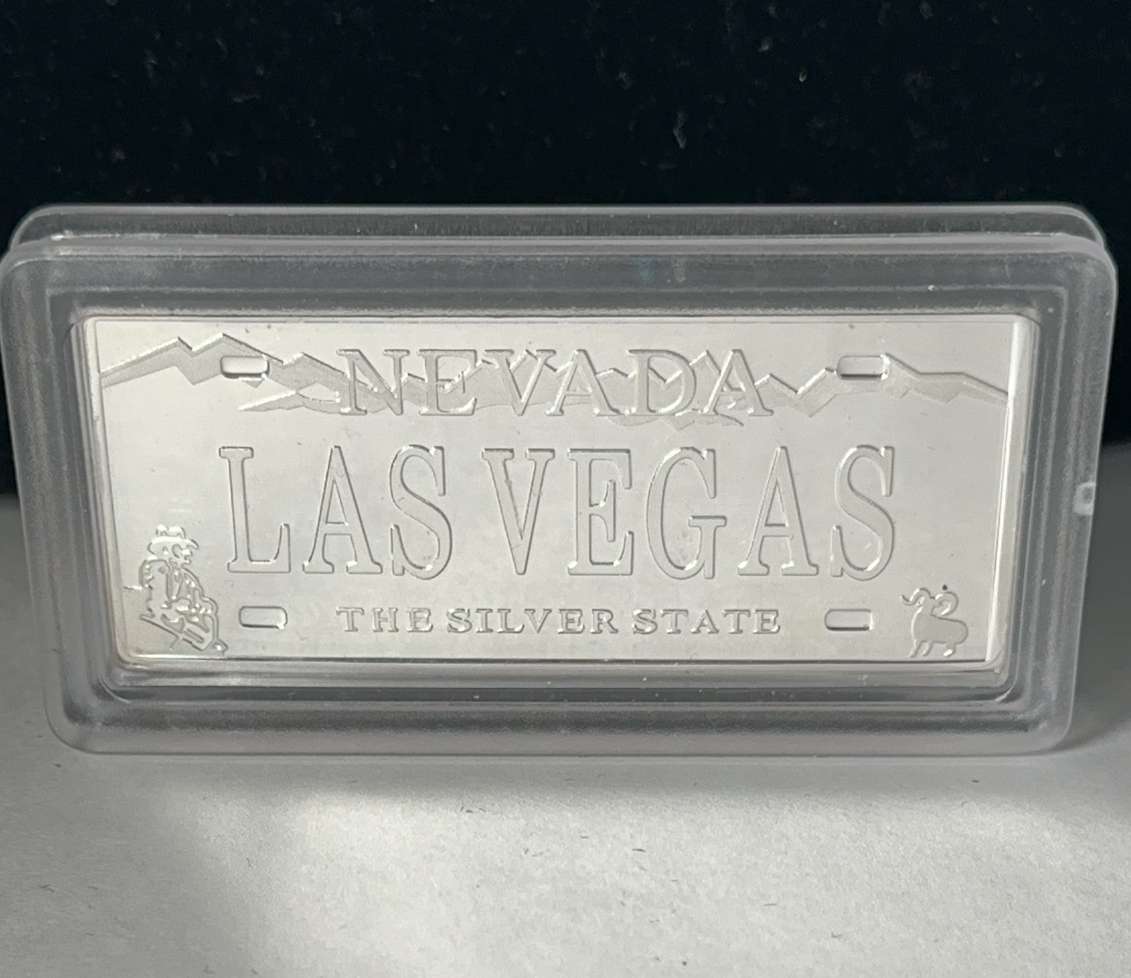 NEVADA
LAS VEGAS
THE SILVER STATE